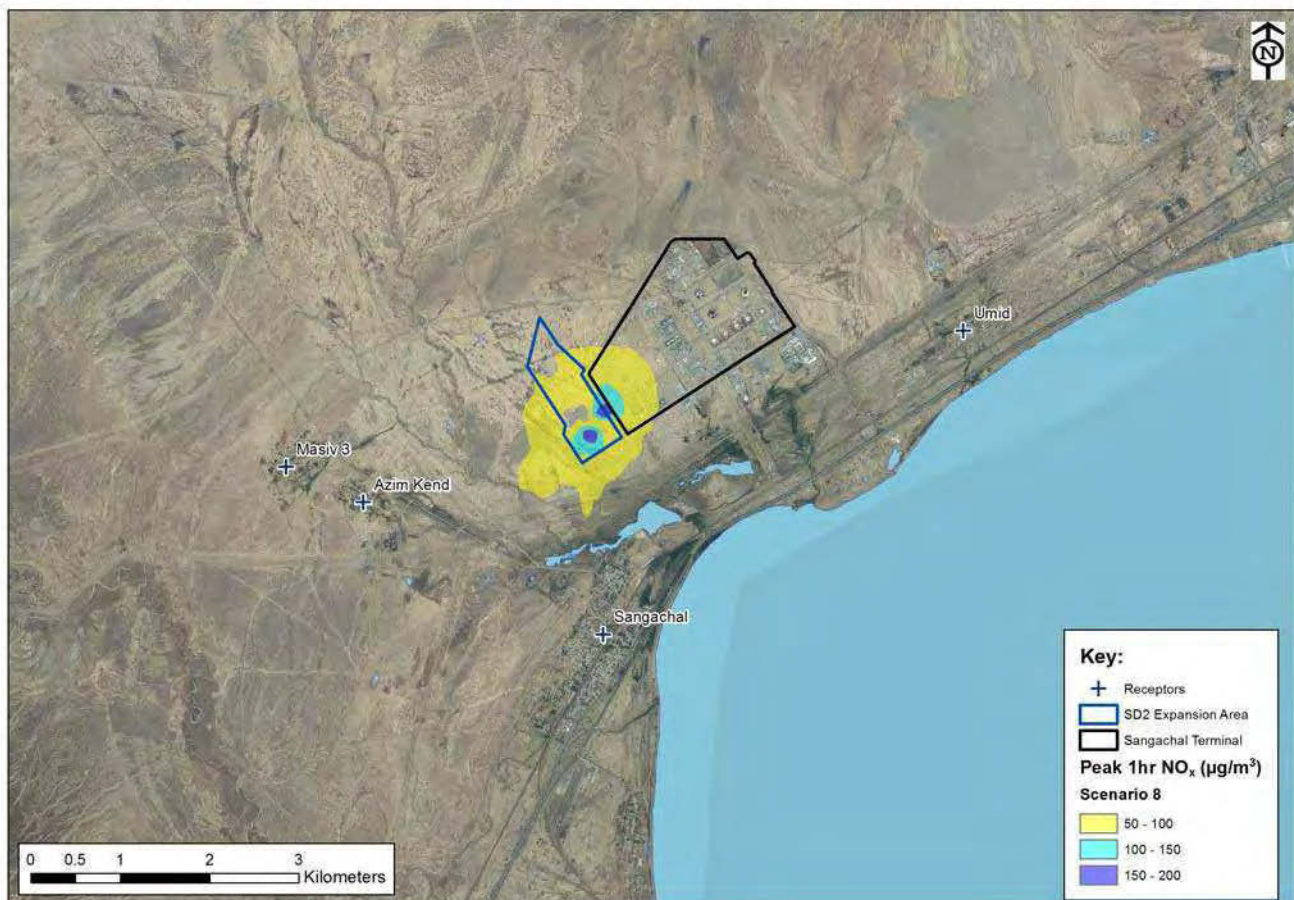 N
Umid
Masiv 3
Azim Kend
Sangachal
Key:
Receptors
SD2 Expansion Area
Sangachal Terminal
Peak 1hr NOₓ (µg/m³)
Scenario 8
50 - 100
100 - 150
150 - 200
0 0.5 1 2 3
Kilometers